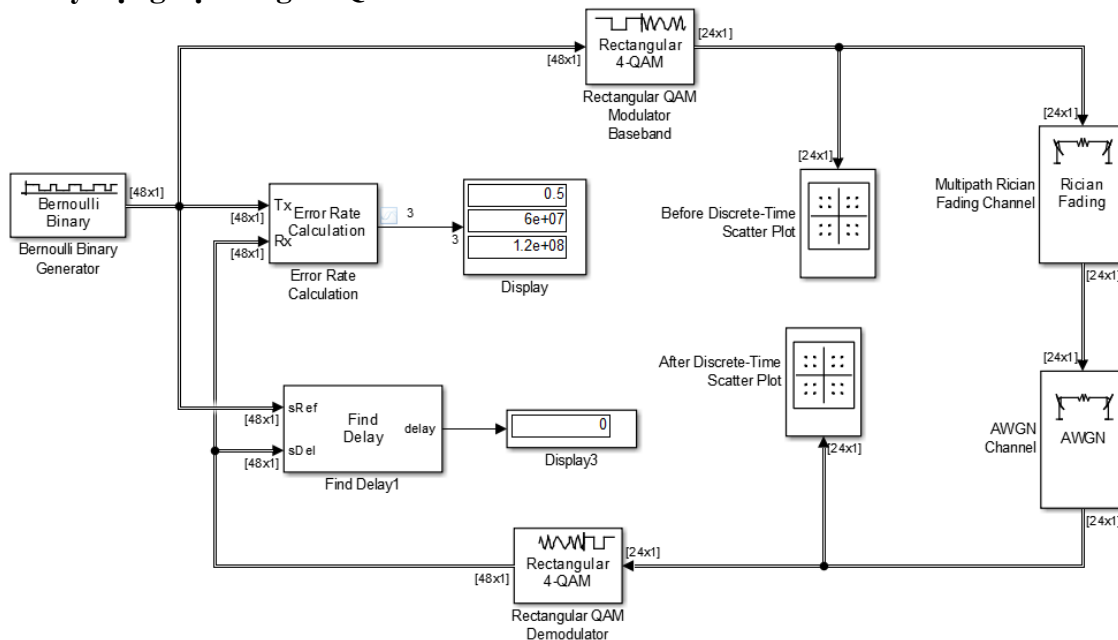 [24x1]
Rectangular
4-QAM
[48x1]
Rectangular QAM
Modulator
Baseband
[24x1]
[24x1]
Rician
Fading
Multipath Rician
Fading Channel
[24x1]
Before Discrete-Time
Scatter Plot
Bernoulli
Binary
[48x1]
Bernoulli Binary
Generator
Tx
Rx
Error Rate
Calculation
[48x1]
[48x1]
3
3
Error Rate
Calculation
0.5
6e+07
1.2e+08
Display
After Discrete-Time
Scatter Plot
[24x1]
[24x1]
AWGN
AWGN
Channel
[24x1]
sRef
sDel
Find
Delay
delay
[48x1]
[48x1]
Find Delay1
0
Display3
Rectangular
4-QAM
[24x1]
[48x1]
Rectangular QAM
Demodulator